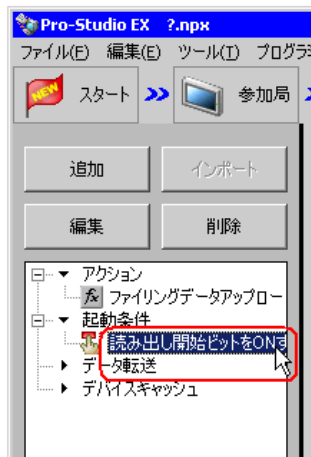 Pro-Studio EX ?.npx
ファイル(F) 編集(E) ツール(T) プログラ
NEW スタート 参加局
追加 インポート
編集 削除
アクション
fx ファイリングデータアップロー
起動条件
読み出し開始ビットをONす
データ転送
デバイスキャッシュ